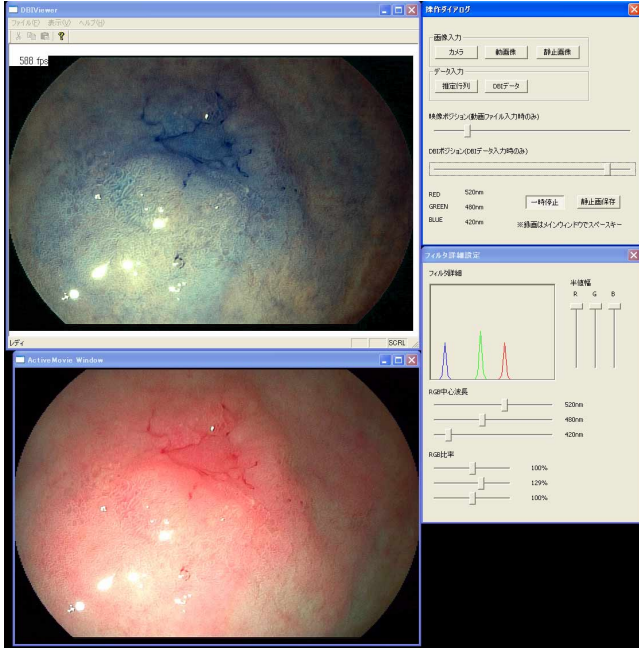 DBIViewer
ファイル(F) 表示(V) ヘルプ(H)
588 fps
レディ
SCRL
ActiveMovie Window
操作ダイアログ
画像入力
カメラ
動画像
静止画像
データ入力
推定行列
DBIデータ
映像ポジション(動画ファイル入力時のみ)
DBIポジション(DBIデータ入力時のみ)
RED 520nm
GREEN 480nm
BLUE 420nm
一時停止
静止画保存
※録画はメインウィンドウでスペースキー
フィルタ詳細設定
フィルタ詳細
半値幅
R G B
RGB中心波長
520nm
480nm
420nm
RGB比率
100%
129%
100%